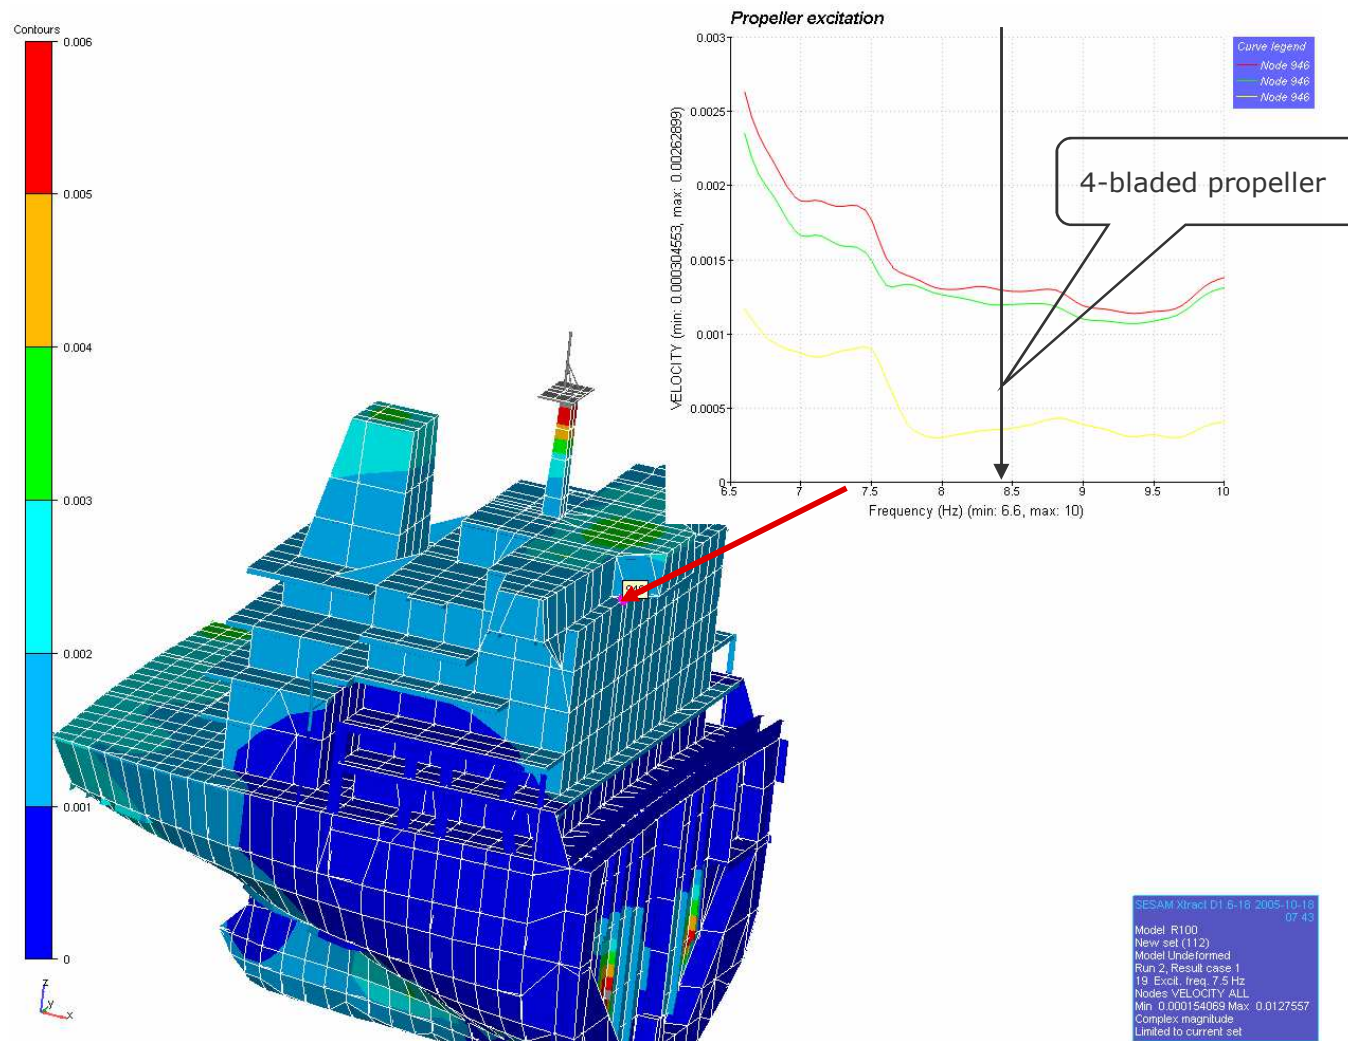 Contours
0.006
0.005
0.004
0.003
0.002
0.001
0
Propeller excitation
VELOCITY (min: 0.000304553, max: 0.00262899)
0.003
0.0025
0.002
0.0015
0.001
0.0005
0
6.5
7
7.5
8
8.5
9
9.5
10
Frequency (Hz) (min: 6.6, max: 10)
Curve legend
Node 946
Node 946
Node 946
4-bladed propeller
z
y
x
SESAM Xtract D1.6-18 2005-10-18
07 43
Model R100
New set (112)
Model Undeformed
Run 2, Result case 1
19 Excit. freq. 7.5 Hz
Nodes VELOCITY ALL
Min 0.000154069 Max 0.0127557
Complex magnitude
Limited to current set